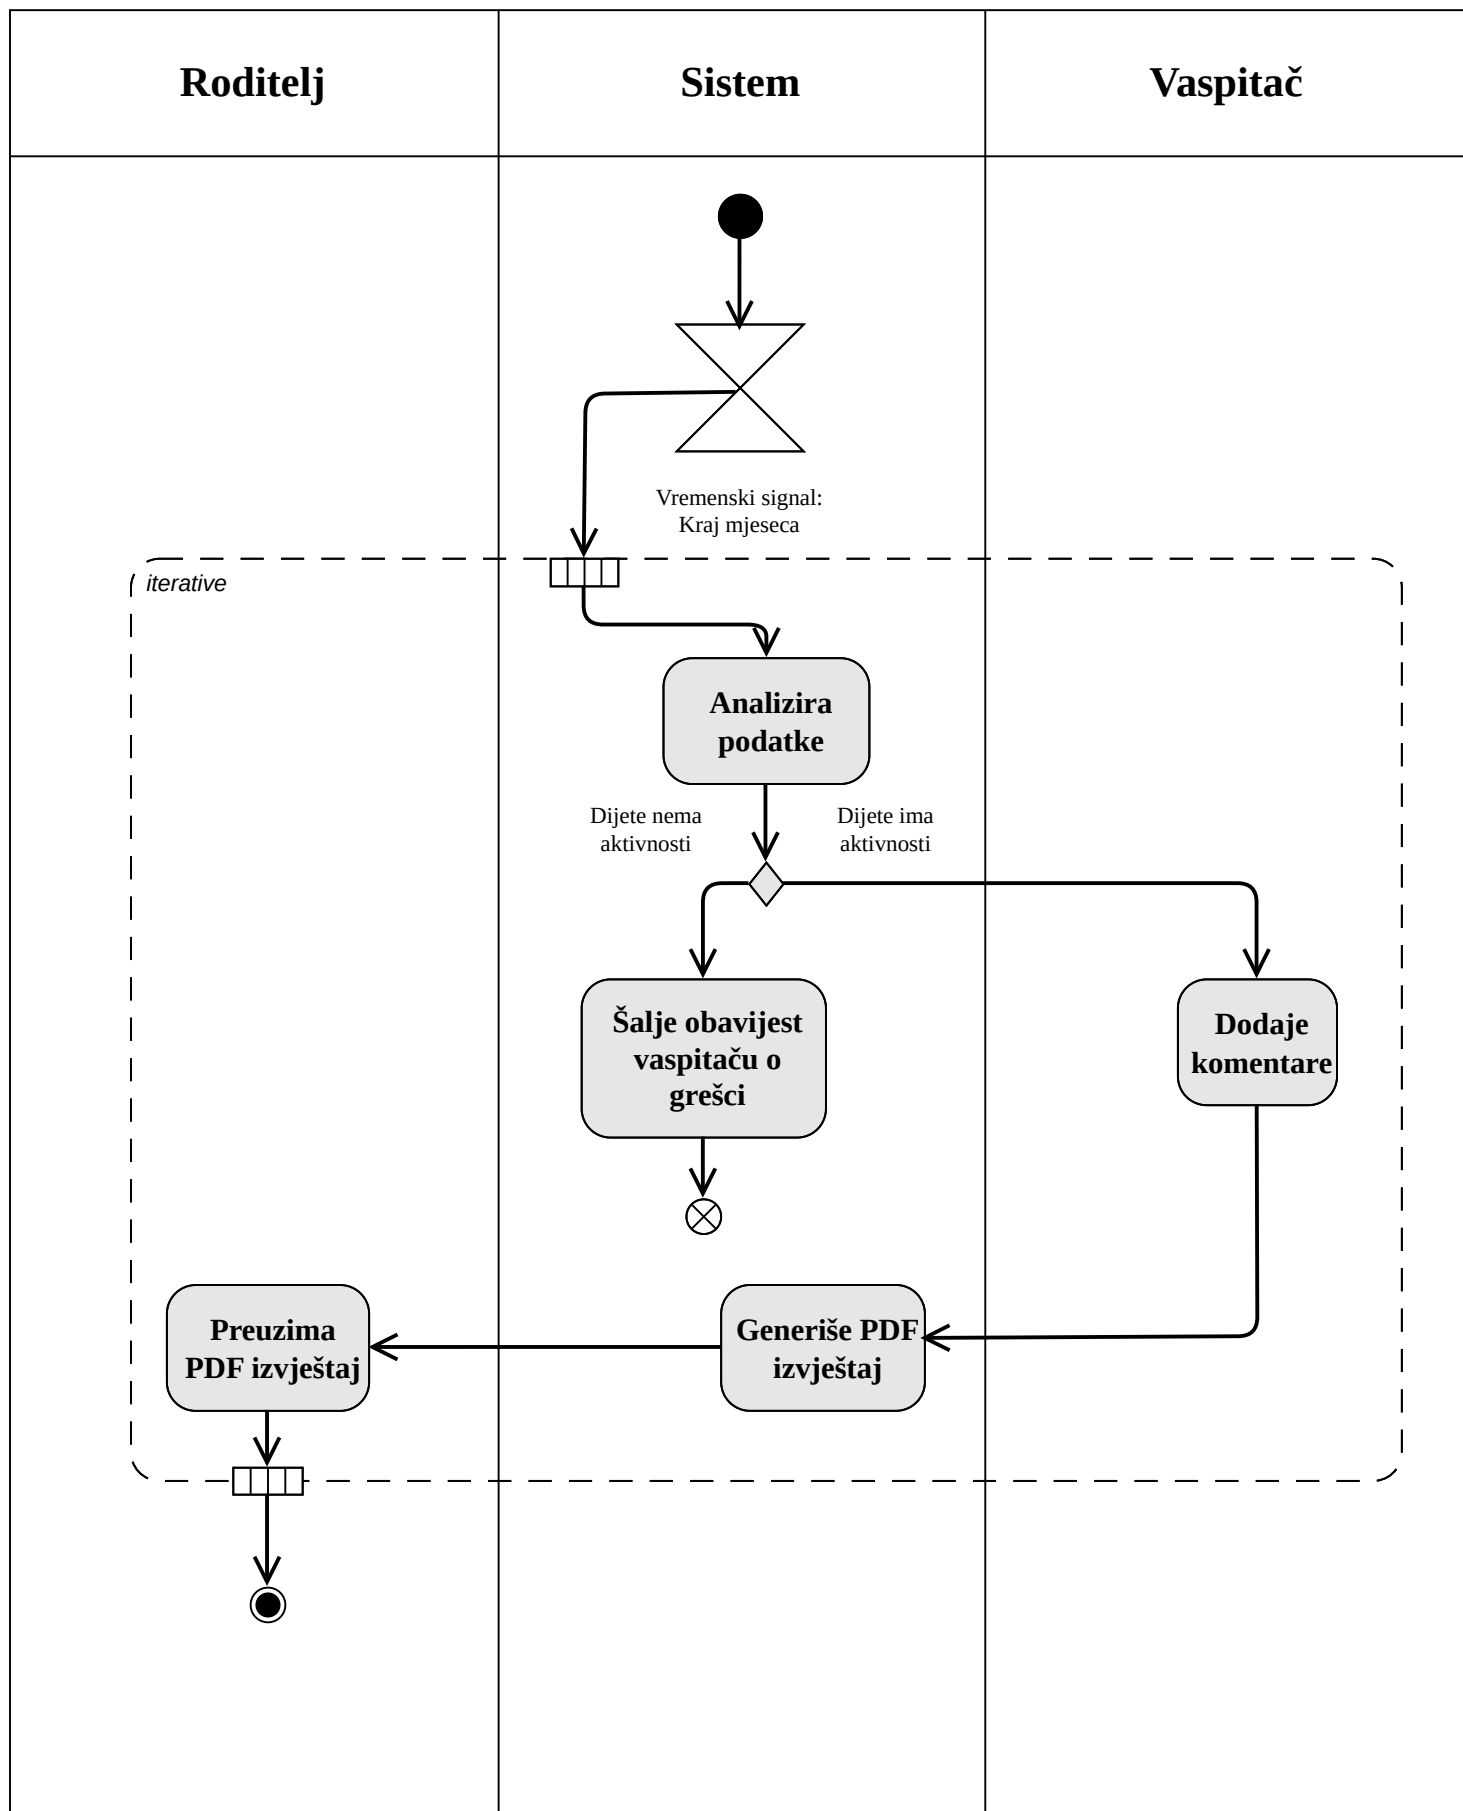 Roditelj
Sistem
Vaspitač
Vremenski signal:
Kraj mjeseca
iterative
Analizira
podatke
Dijete nema
aktivnosti
Dijete ima
aktivnosti
Šalje obavijest
vaspitaču o
grešci
Dodaje
komentare
Preuzima
PDF izvještaj
Generiše PDF
izvještaj